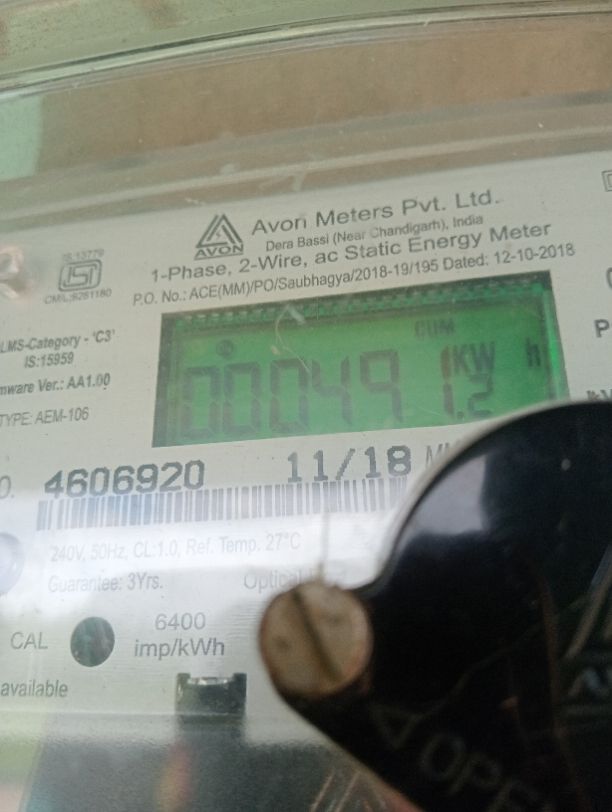 AVON
Avon Meters Pvt. Ltd.
Dera Bassi (Near Chandigarh), India
1-Phase, 2-Wire, ac Static Energy Meter
P.O. No.: ACE(MM)/PO/Saubhagya/2018-19/195 Dated: 12-10-2018
IS:13779
CM/L:8261180
LMS-Category - 'C3'
IS:15959
mware Ver.: AA1.00
TYPE: AEM-106
CUM
000491.2 KW h
4606920 11/18
240V, 50Hz, CL:1.0, Ref. Temp. 27°C
Guarantee: 3Yrs.
Optical
CAL
6400
imp/kWh
available
OPE